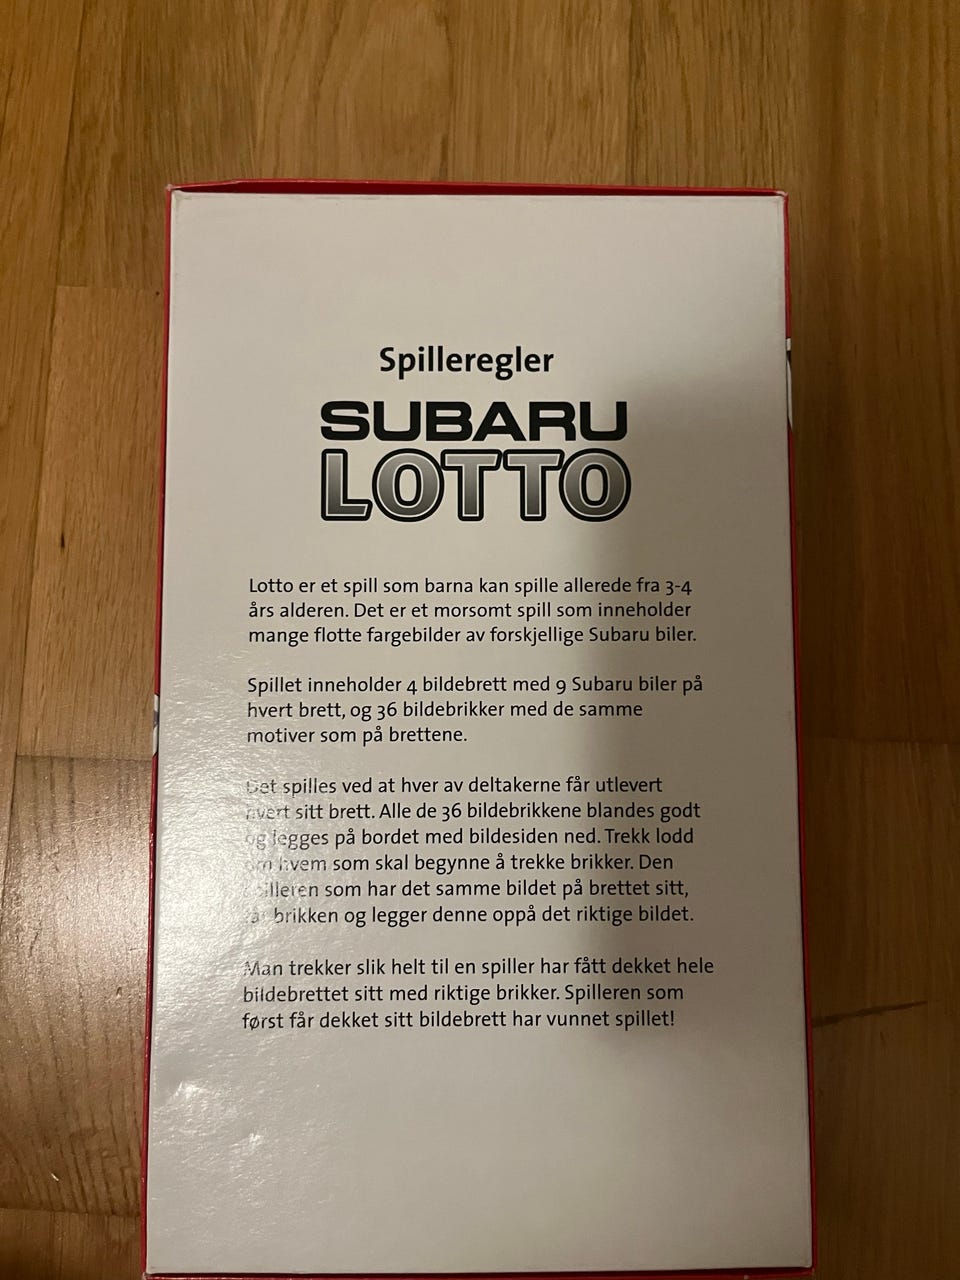 Spilleregler
SUBARU
LOTTO
Lotto er et spill som barna kan spille allerede fra 3-4
års alderen. Det er et morsomt spill som inneholder
mange flotte fargebilder av forskjellige Subaru biler.
Spillet inneholder 4 bildebrett med 9 Subaru biler på
hvert brett, og 36 bildebrikker med de samme
motiver som på brettene.
Det spilles ved at hver av deltakerne får utlevert
hvert sitt brett. Alle de 36 bildebrikkene blandes godt
og legges på bordet med bildesiden ned. Trekk lodd
om hvem som skal begynne å trekke brikker. Den
spilleren som har det samme bildet på brettet sitt,
får brikken og legger denne oppå det riktige bildet.
Man trekker slik helt til en spiller har fått dekket hele
bildebrettet sitt med riktige brikker. Spilleren som
først får dekket sitt bildebrett har vunnet spillet!